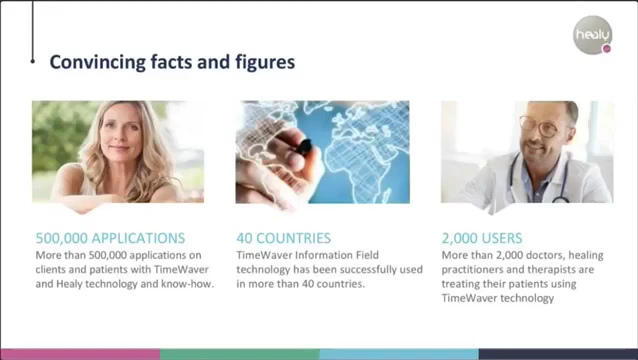 healy
Convincing facts and figures
500,000 APPLICATIONS
More than 500,000 applications on
clients and patients with TimeWaver
and Healy technology and know-how.
40 COUNTRIES
TimeWaver Information Field
technology has been successfully used
in more than 40 countries.
2,000 USERS
More than 2,000 doctors, healing
practitioners and therapists are
treating their patients using
TimeWaver technology